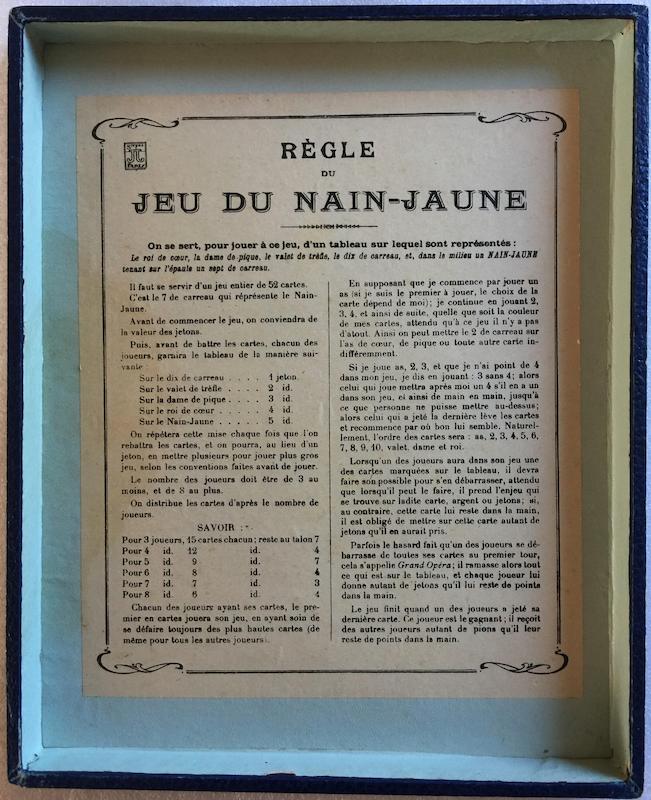 RÈGLE
DU
JEU DU NAIN-JAUNE
On se sert, pour jouer à ce jeu, d'un tableau sur lequel sont représentés :
Le roi de cœur, la dame de pique, le valet de trèfle, le dix de carreau, et, dans le milieu un NAIN-JAUNE
tenant sur l'épaule un sept de carreau.
Il faut se servir d'un jeu entier de 52 cartes.
C'est le 7 de carreau qui réprésente le Nain-
Jaune.
Avant de commencer le jeu, on conviendra de
la valeur des jetons.
Puis, avant de battre les cartes, chacun des
joueurs, garnira le tableau de la manière sui-
vante :
Sur le dix de carreau . . . . 1 jeton.
Sur le valet de trèfle . . . . 2 id.
Sur la dame de pique . . . . 3 id.
Sur le roi de cœur . . . . 4 id.
Sur le Nain-Jaune . . . . . 5 id.
On répétera cette mise chaque fois que l'on
rebattra les cartes, et on pourra, au lieu d'un
jeton, en mettre plusieurs pour jouer plus gros
jeu, selon les conventions faites avant de jouer.
Le nombre des joueurs doit être de 3 au
moins, et de 8 au plus.
On distribue les cartes d'après le nombre de
joueurs.
SAVOIR :
Pour 3 joueurs, 15 cartes chacun ; reste au talon 7
Pour 4 id. 12 id. 4
Pour 5 id. 9 id. 7
Pour 6 id. 8 id. 4
Pour 7 id. 7 id. 3
Pour 8 id. 6 id. 4
Chacun des joueurs ayant ses cartes, le pre-
mier en cartes jouera son jeu, en ayant soin de
se défaire toujours des plus hautes cartes (de
même pour tous les autres joueurs).
En supposant que je commence par jouer un
as (si je suis le premier à jouer, le choix de la
carte dépend de moi) ; je continue en jouant 2,
3, 4, et ainsi de suite, quelle que soit la couleur
de mes cartes, attendu qu'à ce jeu il n'y a pas
d'atout. Ainsi on peut mettre le 2 de carreau sur
l'as de cœur, de pique ou toute autre carte in-
différemment.
Si je joue as, 2, 3, et que je n'ai point de 4
dans mon jeu, je dis en jouant : 3 sans 4 ; alors
celui qui joue mettra après moi un 4 s'il en a un
dans son jeu, et ainsi de main en main, jusqu'à
ce que personne ne puisse mettre au-dessus ;
alors celui qui a jeté la dernière lève les cartes
et recommence par où bon lui semble. Naturel-
lement, l'ordre des cartes sera : as, 2, 3, 4, 5, 6,
7, 8, 9, 10, valet, dame et roi.
Lorsqu'un des joueurs aura dans son jeu une
des cartes marquées sur le tableau, il devra
faire son possible pour s'en débarrasser, attendu
que lorsqu'il peut le faire, il prend l'enjeu qui
se trouve sur ladite carte, argent ou jetons ; si,
au contraire, cette carte lui reste dans la main,
il est obligé de mettre sur cette carte autant de
jetons qu'il en aurait pris.
Parfois le hasard fait qu'un des joueurs se dé-
barrasse de toutes ses cartes au premier tour,
cela s'appelle Grand Opéra ; il ramasse alors tout
ce qui est sur le tableau, et chaque joueur lui
donne autant de jetons qu'il lui reste de points
dans la main.
Le jeu finit quand un des joueurs a jeté sa
dernière carte. Ce joueur est le gagnant ; il reçoit
des autres joueurs autant de pions qu'il leur
reste de points dans la main.